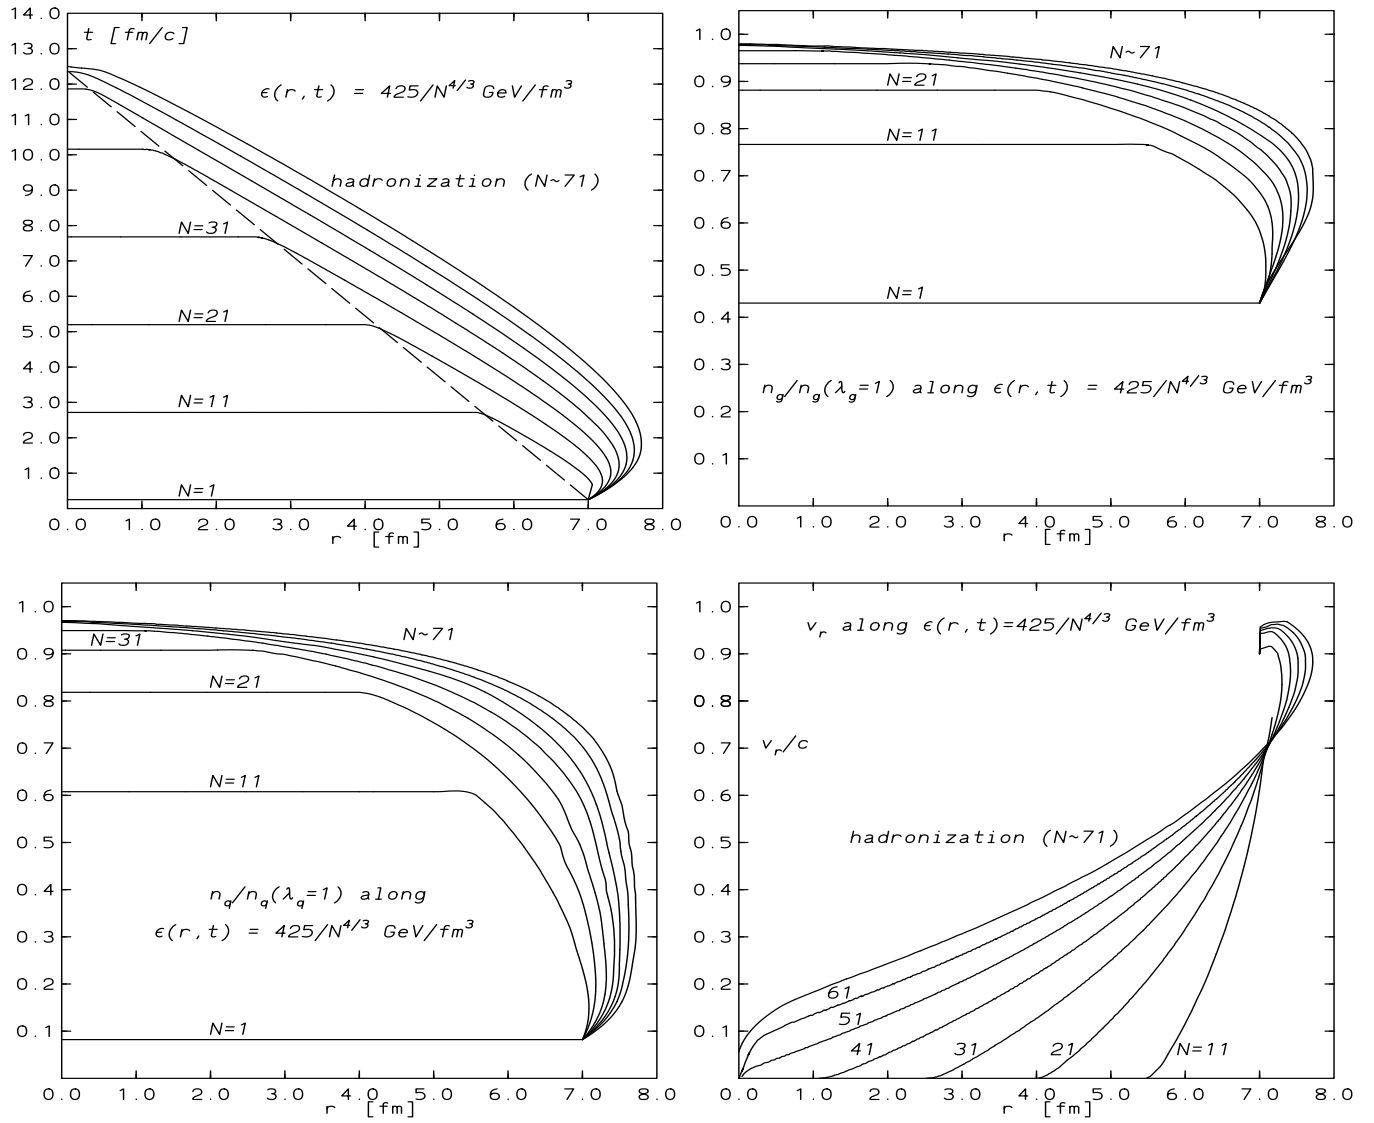 14.0
t [fm/c]
13.0
12.0
ϵ(r,t) = 425/N^4/3 GeV/fm^3
11.0
10.0
hadronization (N~71)
9.0
8.0
N=31
7.0
6.0
N=21
5.0
4.0
3.0
N=11
2.0
1.0
N=1
0.0 1.0 2.0 3.0 4.0 5.0 6.0 7.0 8.0
r [fm]
1.0
N~71
0.9
N=21
0.8
N=11
0.7
0.6
0.5
N=1
0.4
0.3
n_g/n_g(λ_g=1) along ϵ(r,t) = 425/N^4/3 GeV/fm^3
0.2
0.1
0.0 1.0 2.0 3.0 4.0 5.0 6.0 7.0 8.0
r [fm]
1.0
N~71
N=31
0.9
N=21
0.8
0.7
N=11
0.6
0.5
0.4
n_q/n_q(λ_q=1) along
ϵ(r,t) = 425/N^4/3 GeV/fm^3
0.3
0.2
N=1
0.1
0.0 1.0 2.0 3.0 4.0 5.0 6.0 7.0 8.0
r [fm]
1.0
v_r along ϵ(r,t)=425/N^4/3 GeV/fm^3
0.9
0.8
v_r/c
0.7
0.6
hadronization (N~71)
0.5
0.4
0.3
0.2
61
51
0.1
41 31 21 N=11
0.0 1.0 2.0 3.0 4.0 5.0 6.0 7.0 8.0
r [fm]